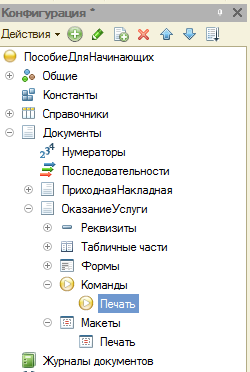 Конфигурация *
Действия
ПособиеДляНачинающих
Общие
Константы
Справочники
Документы
Нумераторы
Последовательности
ПриходнаяНакладная
ОказаниеУслуги
Реквизиты
Табличные части
Формы
Команды
Печать
Макеты
Печать
Журналы документов